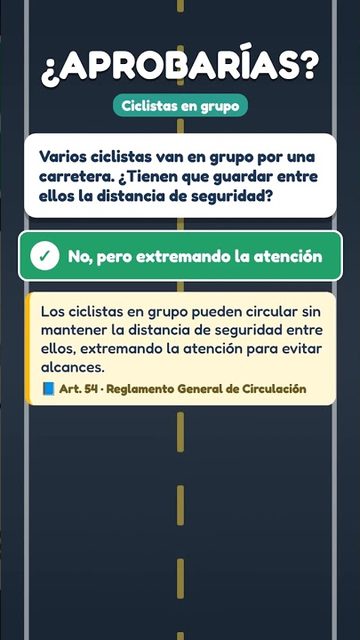 ¿APROBARÍAS?
Ciclistas en grupo
Varios ciclistas van en grupo por una
carretera. ¿Tienen que guardar entre
ellos la distancia de seguridad?
No, pero extremando la atención
Los ciclistas en grupo pueden circular sin
mantener la distancia de seguridad entre
ellos, extremando la atención para evitar
alcances.
Art. 54 · Reglamento General de Circulación